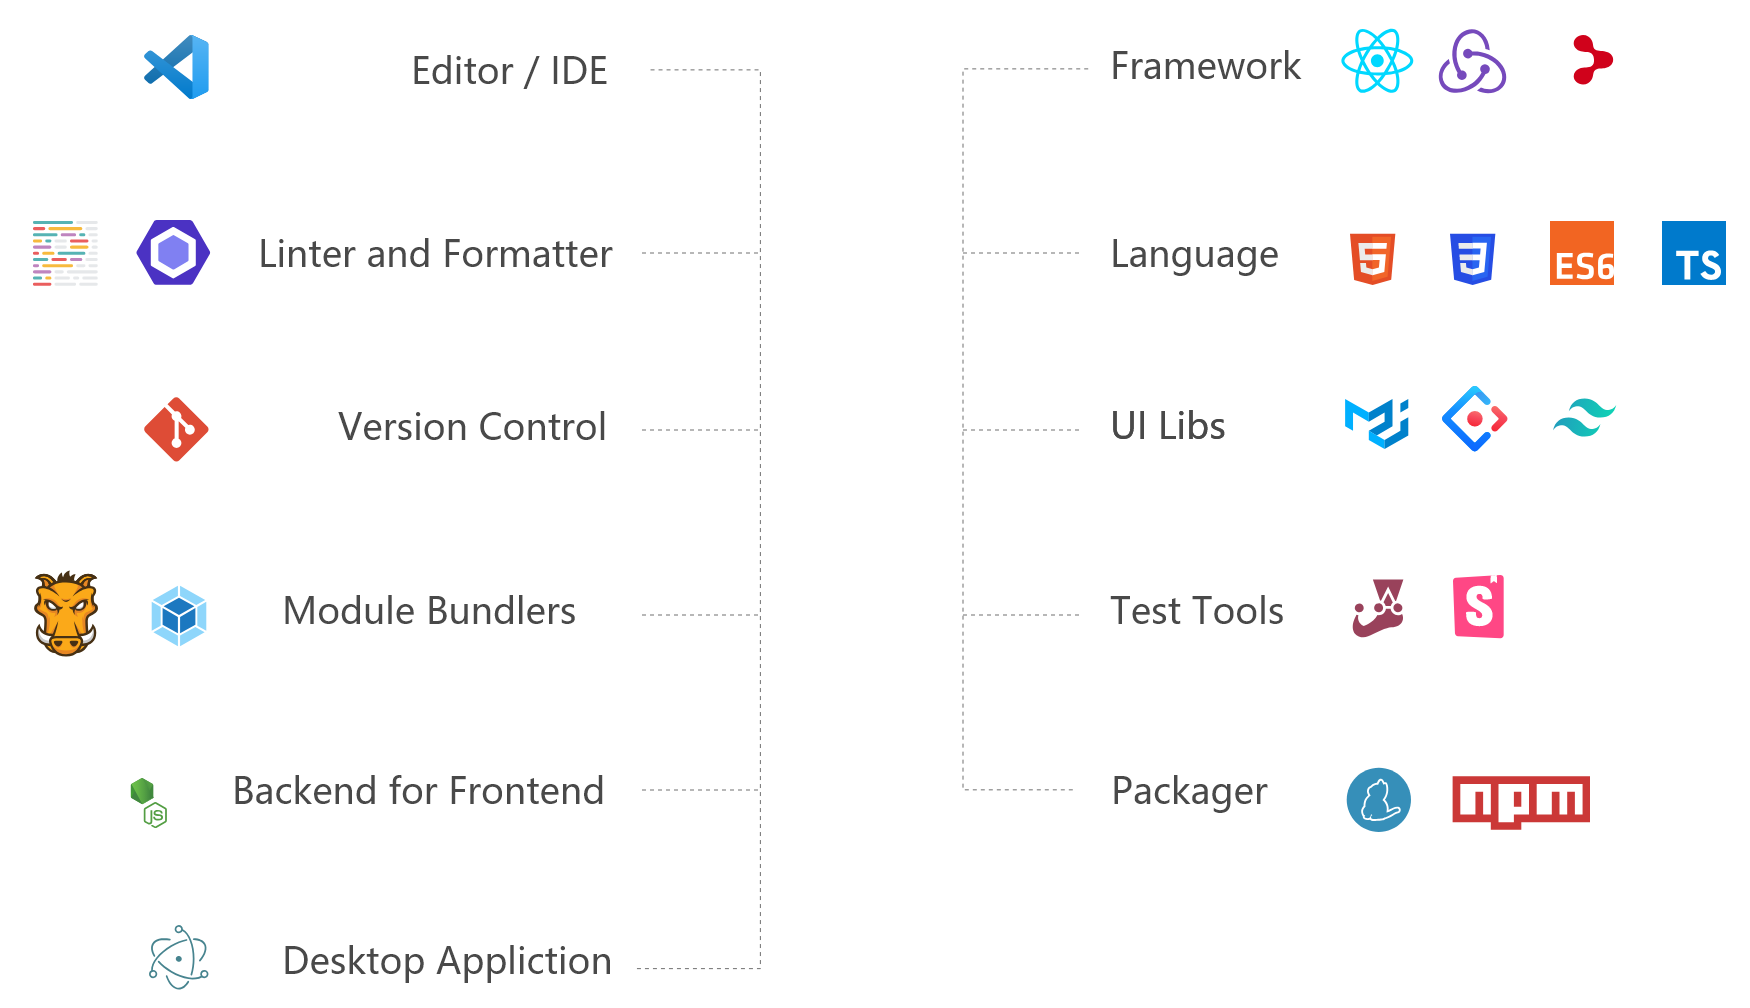 Editor / IDE
Linter and Formatter
Version Control
Module Bundlers
JS
Backend for Frontend
Desktop Appliction
Framework
Language
5
3
ES6
TS
UI Libs
Test Tools
S
Packager
npm